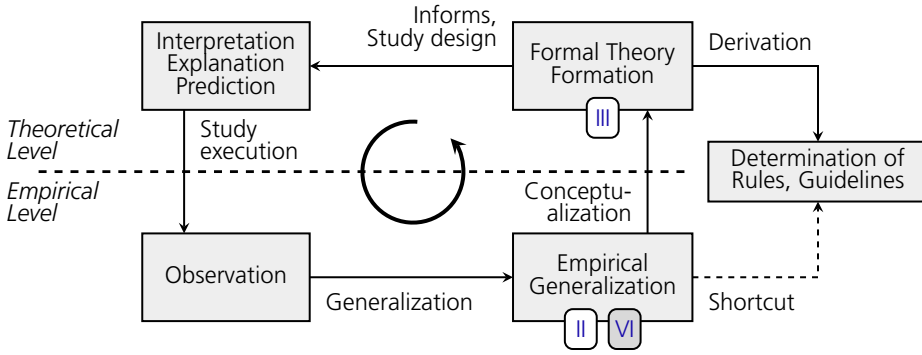 Informs,
Study design
Interpretation
Explanation
Prediction
Formal Theory
Formation
III
Derivation
Theoretical
Level
Study
execution
Empirical
Level
Conceptu-
alization
Determination of
Rules, Guidelines
Observation
Generalization
Empirical
Generalization
II
VI
Shortcut